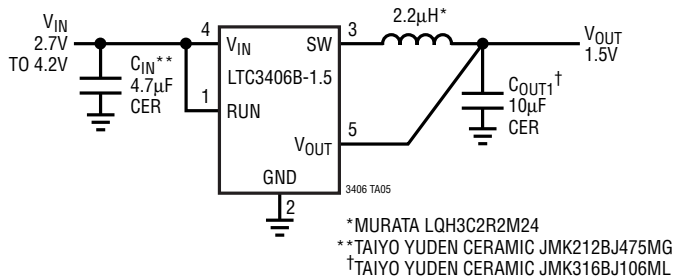 VIN
2.7V
TO 4.2V
CIN**
4.7µF
CER
4
VIN
1
RUN
LTC3406B-1.5
SW
3
2.2µH*
VOUT
1.5V
COUT1†
10µF
CER
VOUT
5
GND
2
3406 TA05
*MURATA LQH3C2R2M24
**TAIYO YUDEN CERAMIC JMK212BJ475MG
†TAIYO YUDEN CERAMIC JMK316BJ106ML